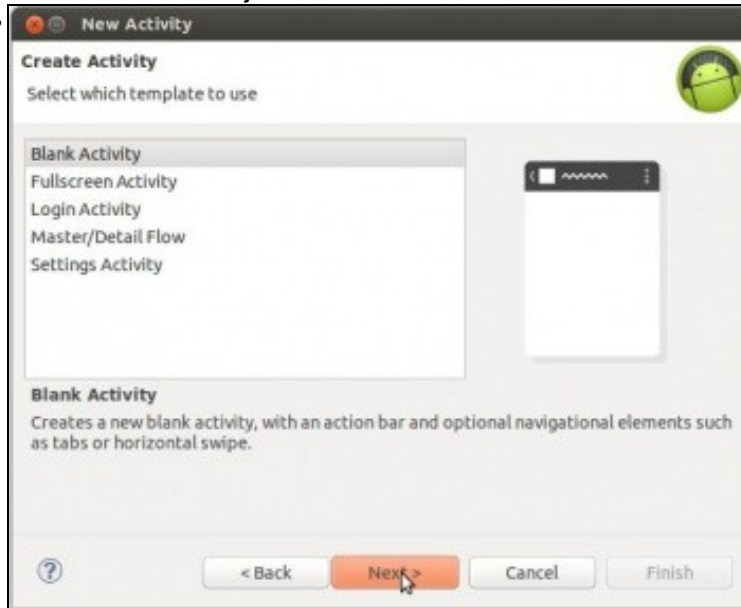 New Activity
Create Activity
Select which template to use
Blank Activity
Fullscreen Activity
Login Activity
Master/Detail Flow
Settings Activity
Blank Activity
Creates a new blank activity, with an action bar and optional navigational elements such
as tabs or horizontal swipe.
< Back Next > Cancel Finish